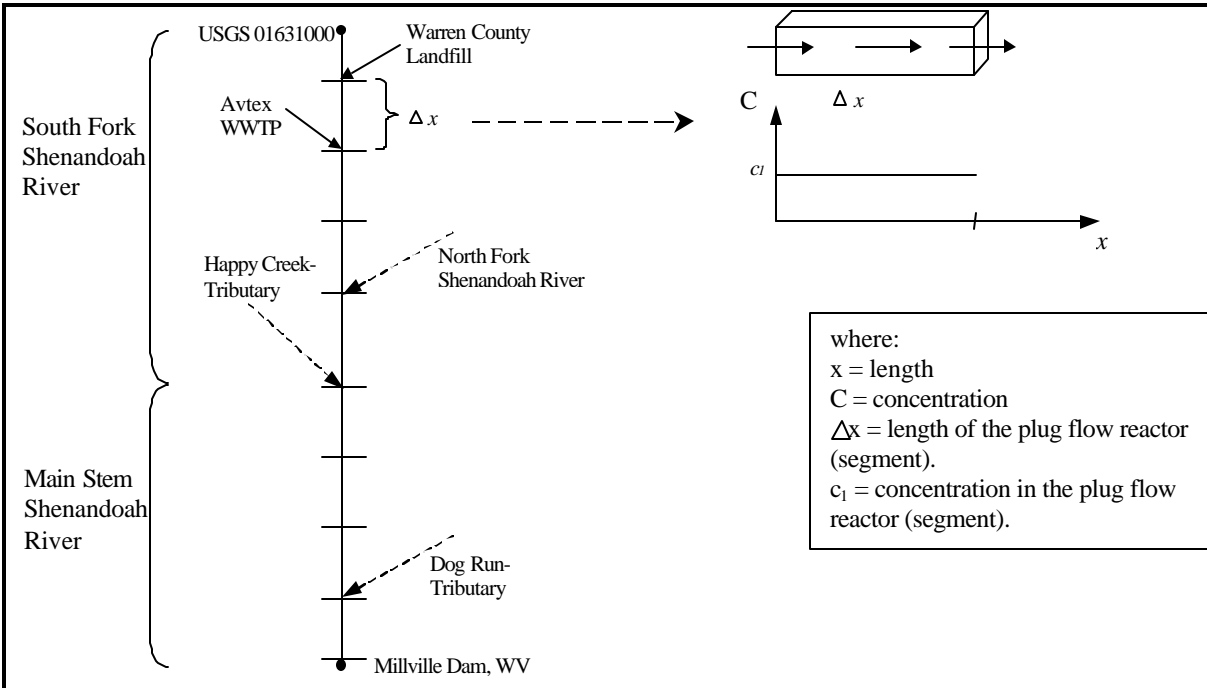 USGS 01631000
Warren County
Landfill
Avtex
WWTP
Δ x
South Fork
Shenandoah
River
Happy Creek-
Tributary
North Fork
Shenandoah River
Main Stem
Shenandoah
River
Dog Run-
Tributary
Millville Dam, WV
Δ x
C
c1
x
where:
x = length
C = concentration
Δx = length of the plug flow reactor
(segment).
c₁ = concentration in the plug flow
reactor (segment).